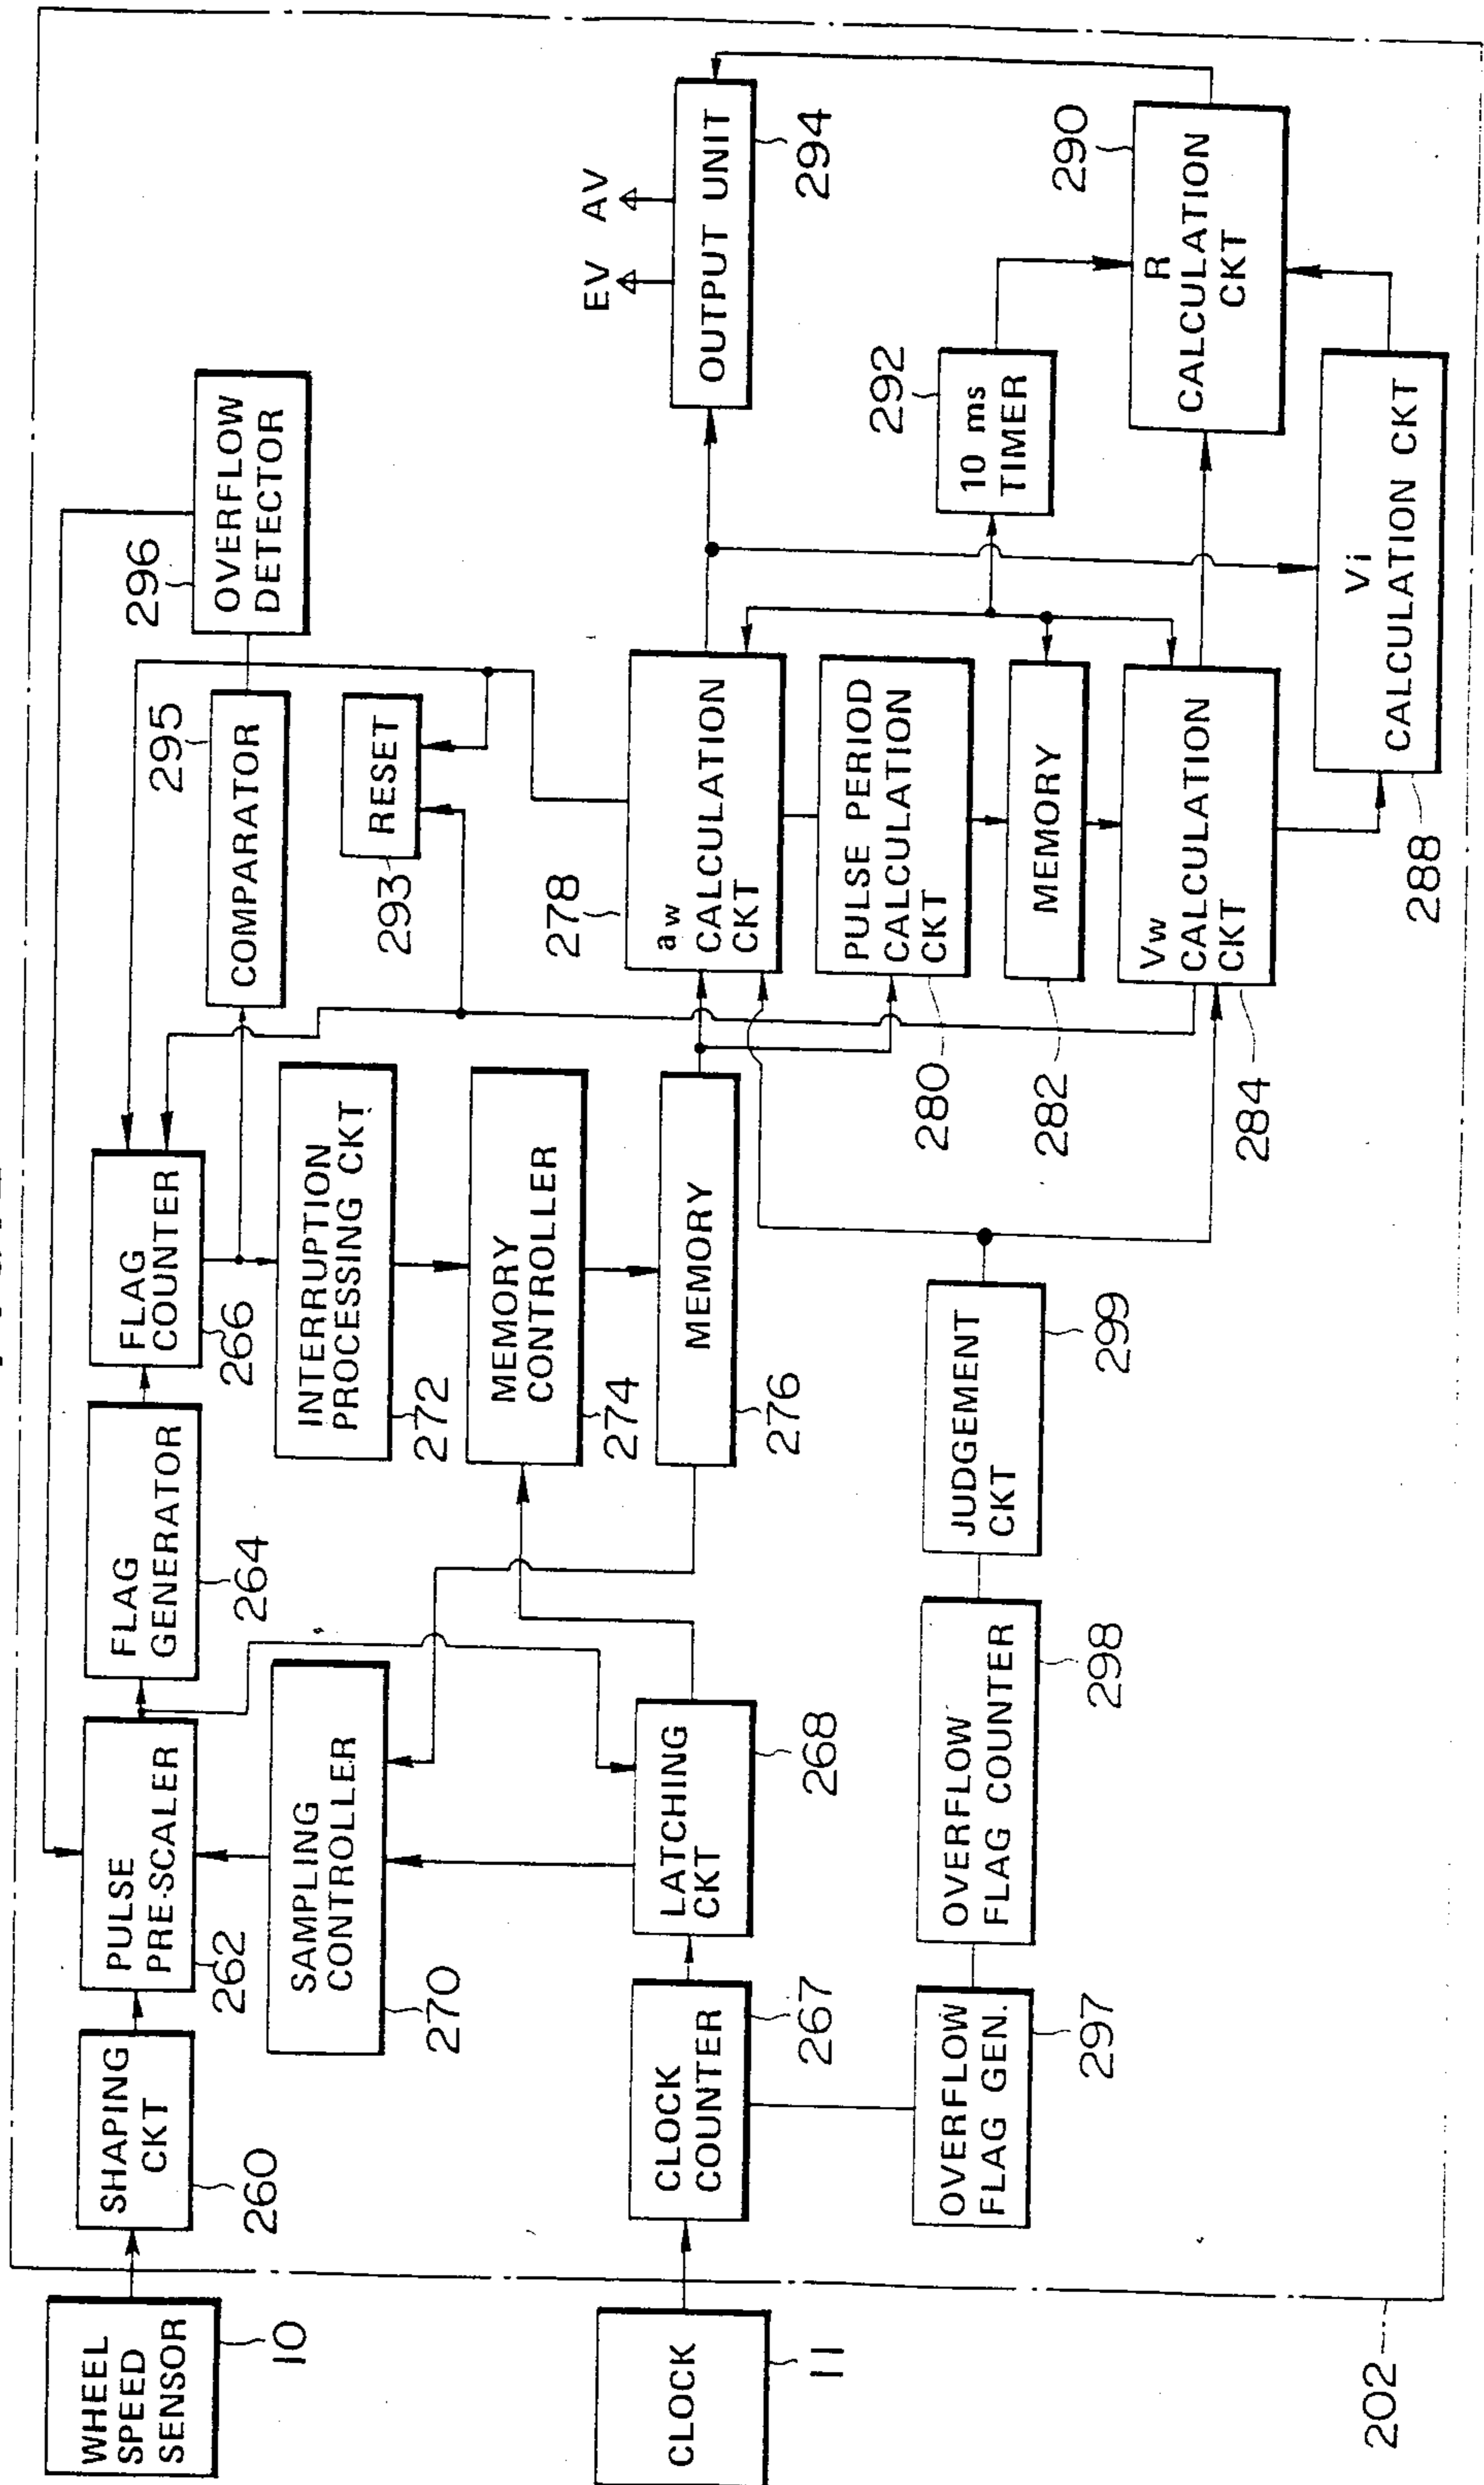 WHEEL
SPEED
SENSOR
10
SHAPING
CKT
260
PULSE
PRE-SCALER
262
FLAG
GENERATOR
264
FLAG
COUNTER
266
COMPARATOR
295
OVERFLOW
DETECTOR
296
SAMPLING
CONTROLLER
270
INTERRUPTION
PROCESSING CKT
272
RESET
293
MEMORY
CONTROLLER
274
CLOCK
11
CLOCK
COUNTER
267
LATCHING
CKT
268
MEMORY
276
aw
CALCULATION
CKT
278
OUTPUT UNIT
294
EV
AV
PULSE PERIOD
CALCULATION
CKT
280
MEMORY
282
10 ms
TIMER
292
OVERFLOW
FLAG GEN.
297
OVERFLOW
FLAG COUNTER
298
JUDGEMENT
CKT
299
Vw
CALCULATION
CKT
284
R
CALCULATION
CKT
290
Vi
CALCULATION CKT
288
202